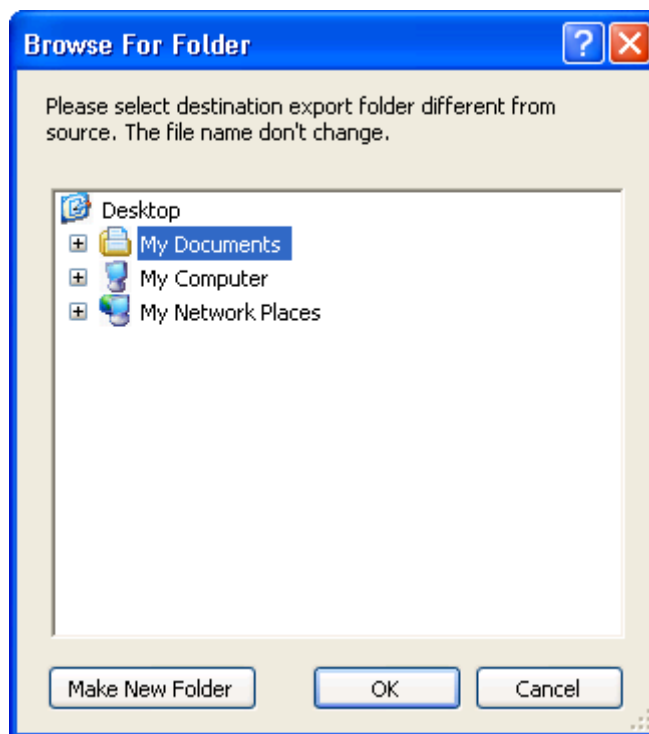 Browse For Folder
Please select destination export folder different from
source. The file name don't change.
Desktop
My Documents
My Computer
My Network Places
Make New Folder
OK
Cancel